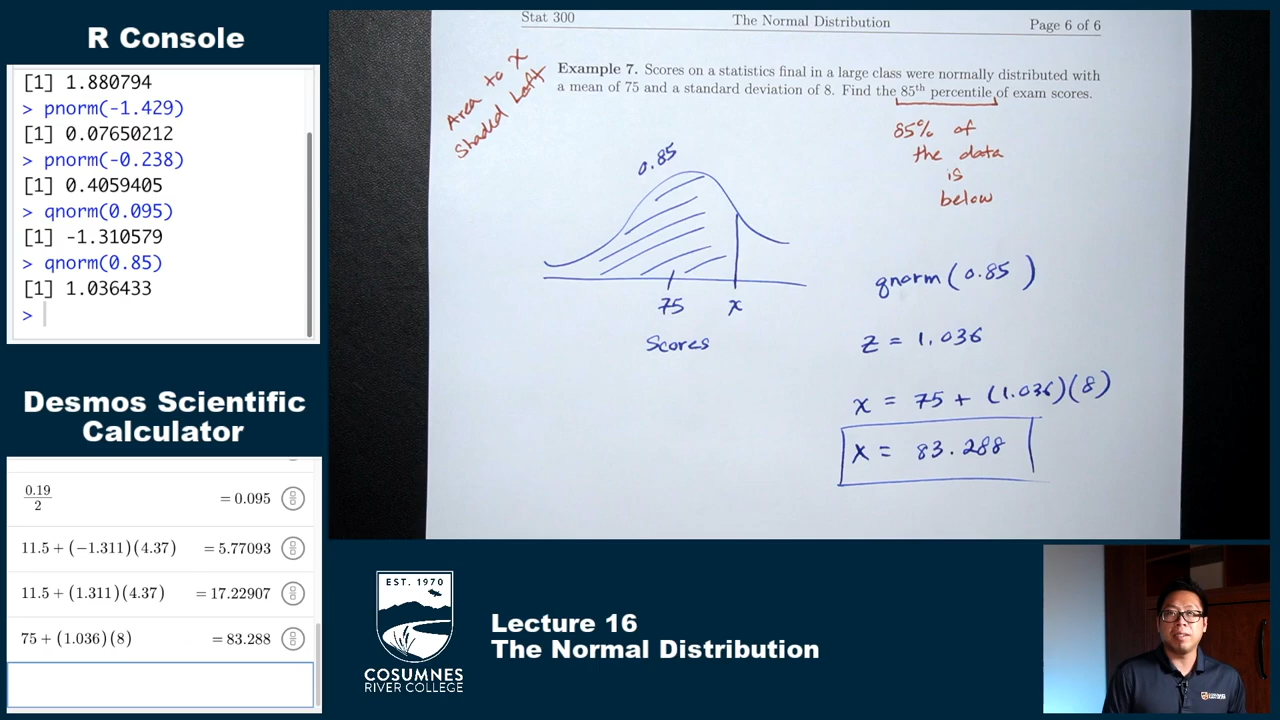 R Console
[1] 1.880794
> pnorm(-1.429)
[1] 0.07650212
> pnorm(-0.238)
[1] 0.4059405
> qnorm(0.095)
[1] -1.310579
> qnorm(0.85)
[1] 1.036433
>
Desmos Scientific
Calculator
0.19
2
= 0.095
11.5 + (−1.311)(4.37) = 5.77093
11.5 + (1.311)(4.37) = 17.22907
75 + (1.036)(8) = 83.288
Stat 300 The Normal Distribution Page 6 of 6
Example 7. Scores on a statistics final in a large class were normally distributed with
a mean of 75 and a standard deviation of 8. Find the 85th percentile of exam scores.
Area to x
shaded Left
85% of
the data
is
below
0.85
75 x
Scores
qnorm(0.85)
z = 1.036
x = 75 + (1.036)(8)
x = 83.288
EST. 1970
COSUMNES
RIVER COLLEGE
Lecture 16
The Normal Distribution